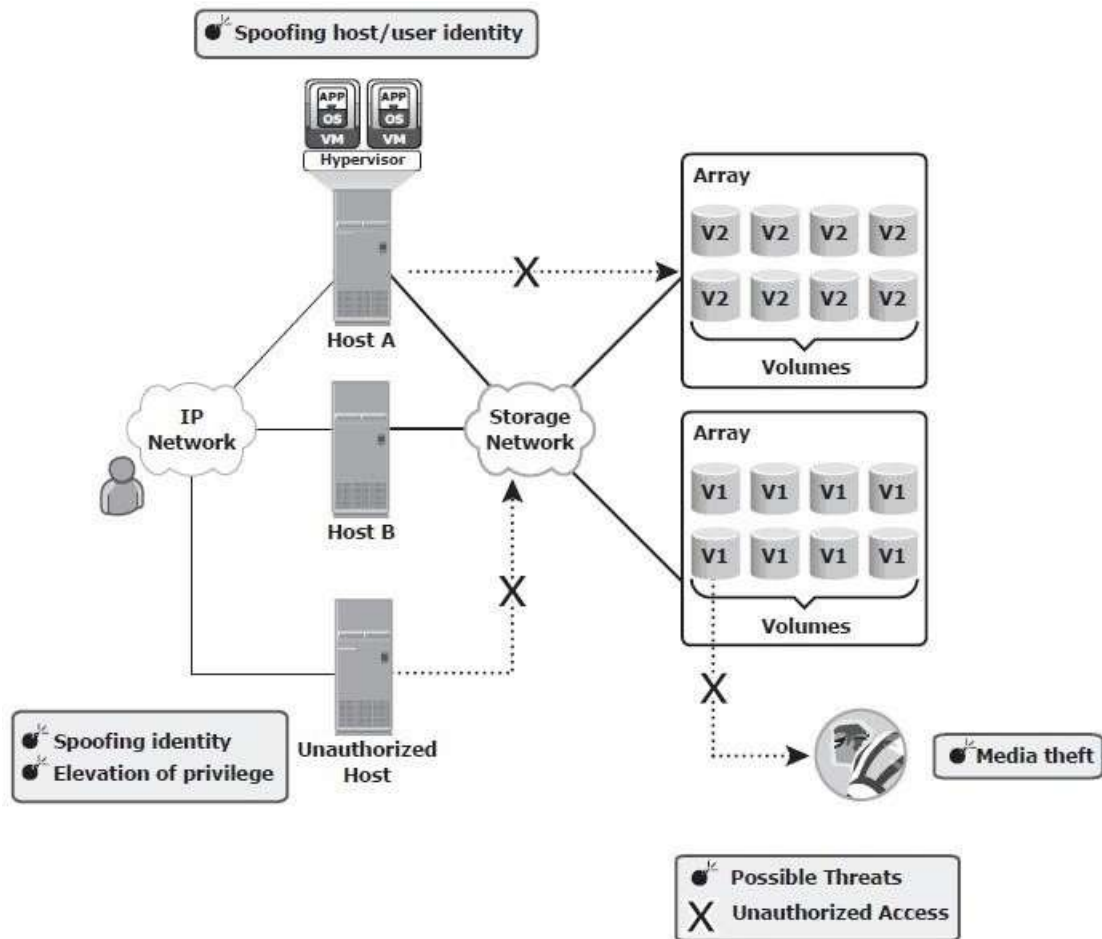 Spoofing host/user identity
APP APP
OS OS
VM VM
Hypervisor
Host A
Array
V2 V2 V2 V2
V2 V2 V2 V2
Volumes
IP
Network
Storage
Network
Host B
Array
V1 V1 V1 V1
V1 V1 V1 V1
Volumes
X
X
X
Unauthorized
Host
Spoofing identity
Elevation of privilege
Media theft
Possible Threats
X Unauthorized Access